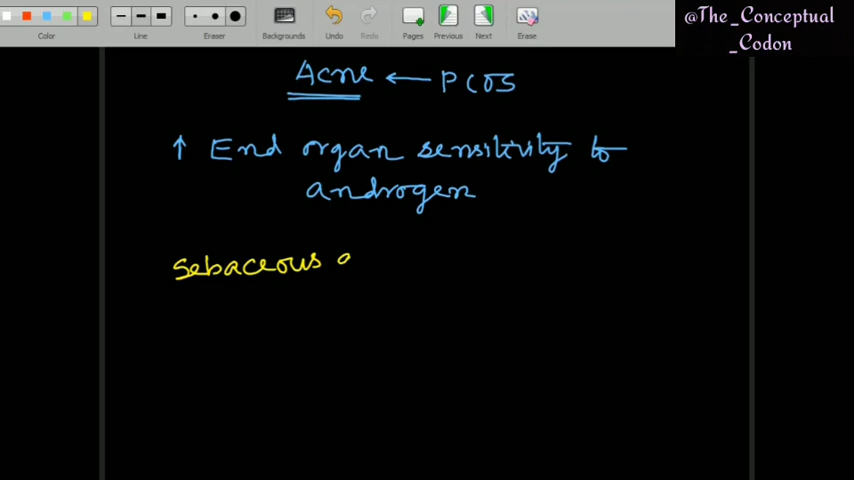 Color
Line
Eraser
Backgrounds
Undo
Redo
Pages
Previous
Next
Erase
@The_Conceptual
_Codon
Acne ← PCOS
↑ End organ sensitivity to
androgen
Sebaceous